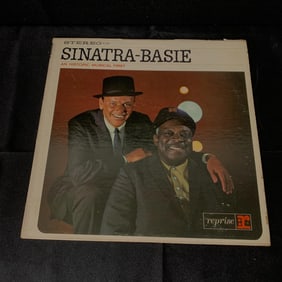 STEREO
SINATRA-BASIE
AN HISTORIC MUSICAL FIRST
reprise